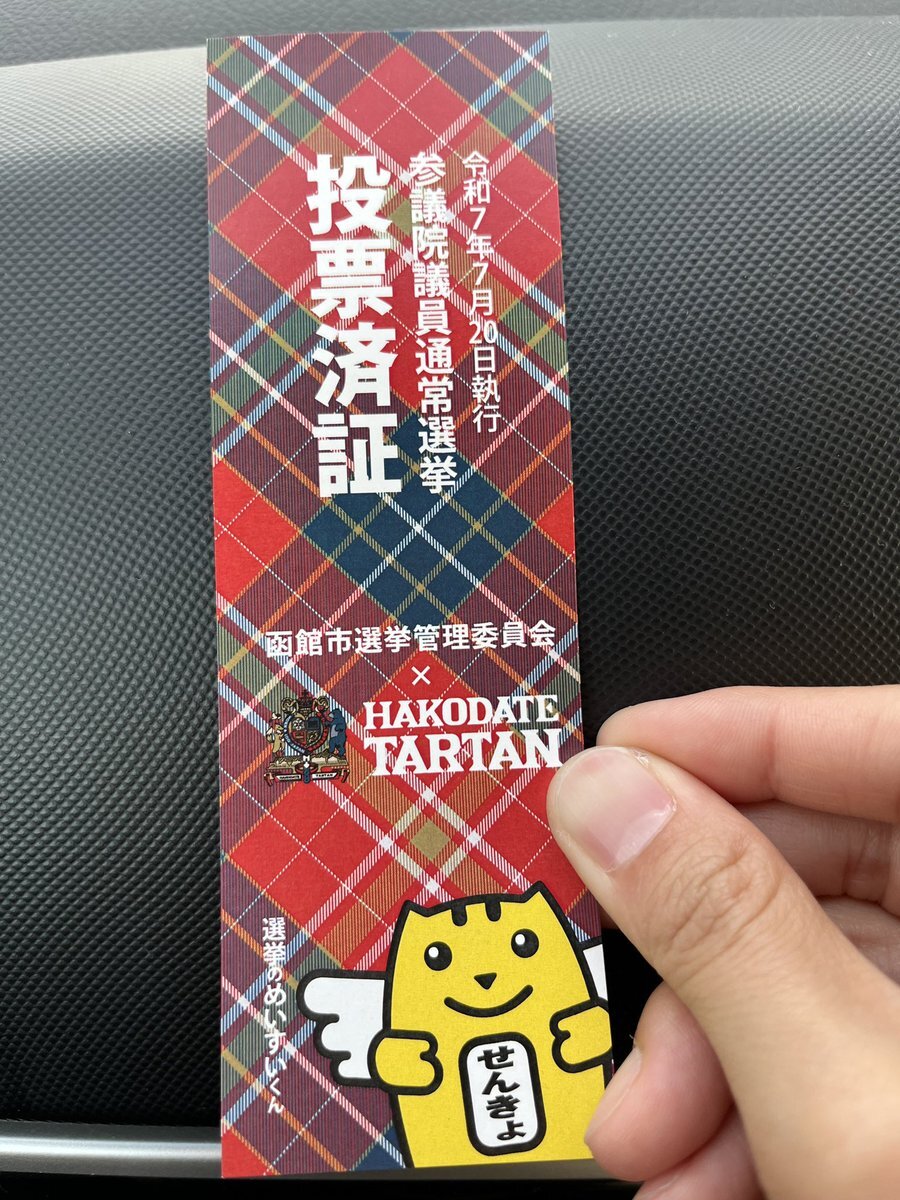 令和7年7月20日執行
参議院議員通常選挙
投票済証
函館市選挙管理委員会
×
HAKODATE
TARTAN
選挙のめいすいくん
せんきょ